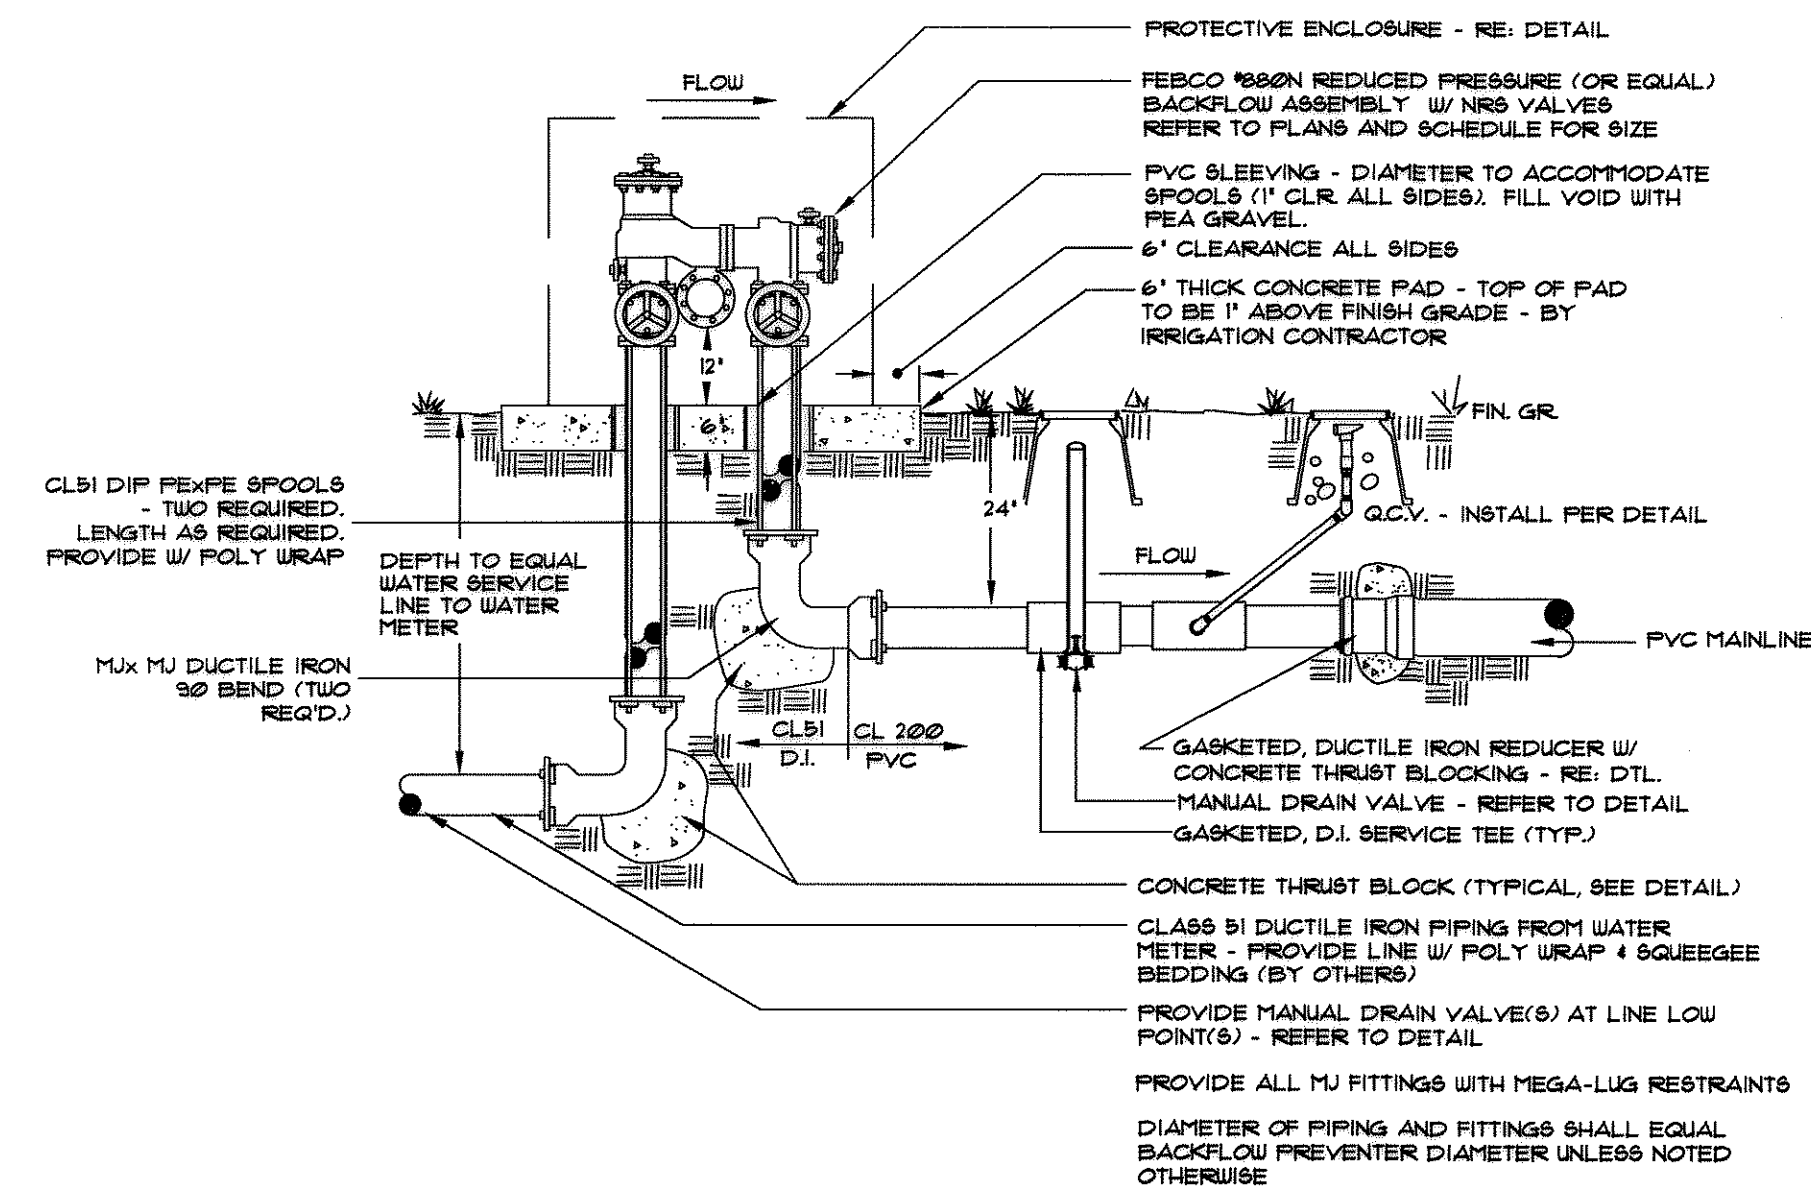 PROTECTIVE ENCLOSURE - RE: DETAIL
FLOW
FEBCO #880N REDUCED PRESSURE (OR EQUAL)
BACKFLOW ASSEMBLY W/ NRS VALVES
REFER TO PLANS AND SCHEDULE FOR SIZE
PVC SLEEVING - DIAMETER TO ACCOMMODATE
SPOOLS (1" CLR. ALL SIDES). FILL VOID WITH
PEA GRAVEL.
6" CLEARANCE ALL SIDES
6" THICK CONCRETE PAD - TOP OF PAD
TO BE 1" ABOVE FINISH GRADE - BY
IRRIGATION CONTRACTOR
12"
6"
FIN. GR.
CL51 DIP PExPE SPOOLS
- TWO REQUIRED.
LENGTH AS REQUIRED.
PROVIDE W/ POLY WRAP
24"
Q.C.V. - INSTALL PER DETAIL
DEPTH TO EQUAL
WATER SERVICE
LINE TO WATER
METER
FLOW
PVC MAINLINE
MJx MJ DUCTILE IRON
90 BEND (TWO
REQ'D.)
CL51
D.I.
CL 200
PVC
GASKETED, DUCTILE IRON REDUCER W/
CONCRETE THRUST BLOCKING - RE: DTL.
MANUAL DRAIN VALVE - REFER TO DETAIL
GASKETED, D.I. SERVICE TEE (TYP.)
CONCRETE THRUST BLOCK (TYPICAL, SEE DETAIL)
CLASS 51 DUCTILE IRON PIPING FROM WATER
METER - PROVIDE LINE W/ POLY WRAP & SQUEEGEE
BEDDING (BY OTHERS)
PROVIDE MANUAL DRAIN VALVE(S) AT LINE LOW
POINT(S) - REFER TO DETAIL
PROVIDE ALL MJ FITTINGS WITH MEGA-LUG RESTRAINTS
DIAMETER OF PIPING AND FITTINGS SHALL EQUAL
BACKFLOW PREVENTER DIAMETER UNLESS NOTED
OTHERWISE